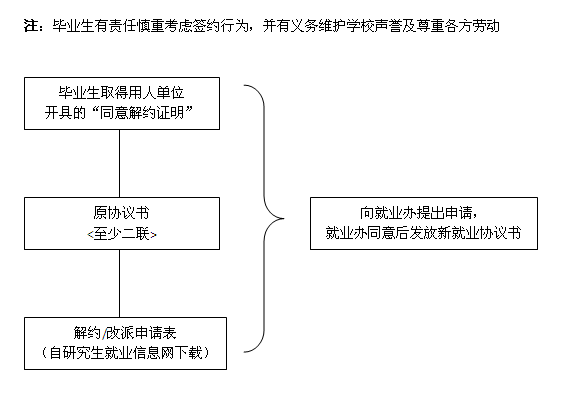 注：毕业生有责任慎重考虑签约行为，并有义务维护学校声誉及尊重各方劳动
毕业生取得用人单位
开具的“同意解约证明”
原协议书
<至少二联>
解约/改派申请表
（自研究生就业信息网下载）
向就业办提出申请，
就业办同意后发放新就业协议书